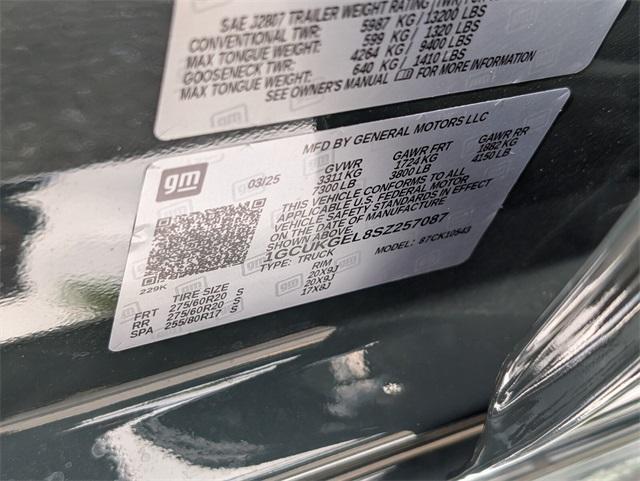 SAE J2807 TRAILER WEIGHT RATING (TWR)
CONVENTIONAL TWR: 5987 KG / 13200 LBS
MAX TONGUE WEIGHT: 599 KG / 1320 LBS
GOOSENECK TWR: 4264 KG / 9400 LBS
MAX TONGUE WEIGHT: 640 KG / 1410 LBS
SEE OWNER'S MANUAL FOR MORE INFORMATION
MFD BY GENERAL MOTORS LLC
gm 03/25
GVWR GAWR FRT GAWR RR
3311 KG 1724 KG 1882 KG
7300 LB 3800 LB 4150 LB
THIS VEHICLE CONFORMS TO ALL
APPLICABLE U.S. FEDERAL MOTOR
VEHICLE SAFETY STANDARDS IN EFFECT
ON THE DATE OF MANUFACTURE
SHOWN ABOVE.
1GCUKGEL8SZ257087
TYPE: TRUCK MODEL: 87CK10543
229K
TIRE SIZE RIM
FRT 275/60R20 S 20X9J
RR 275/60R20 S 20X9J
SPA 255/80R17 S 17X8J